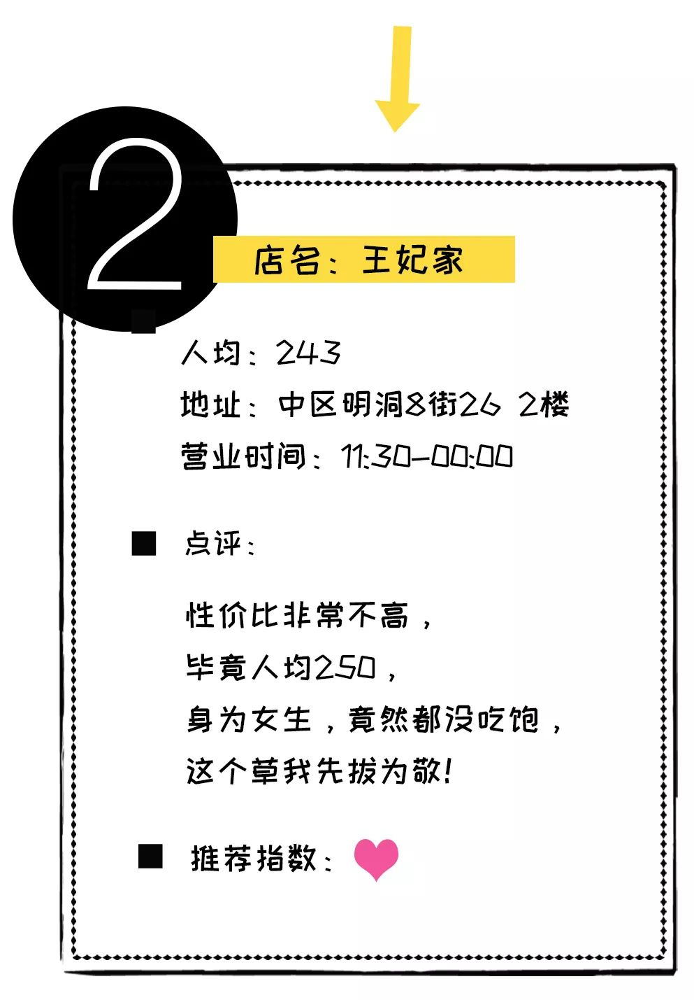 2
店名：王妃家
人均：243
地址：中区明洞8街26 2楼
营业时间：11:30-00:00
点评：
性价比非常不高，
毕竟人均250，
身为女生，竟然都没吃饱，
这个草我先拔为敬！
推荐指数：